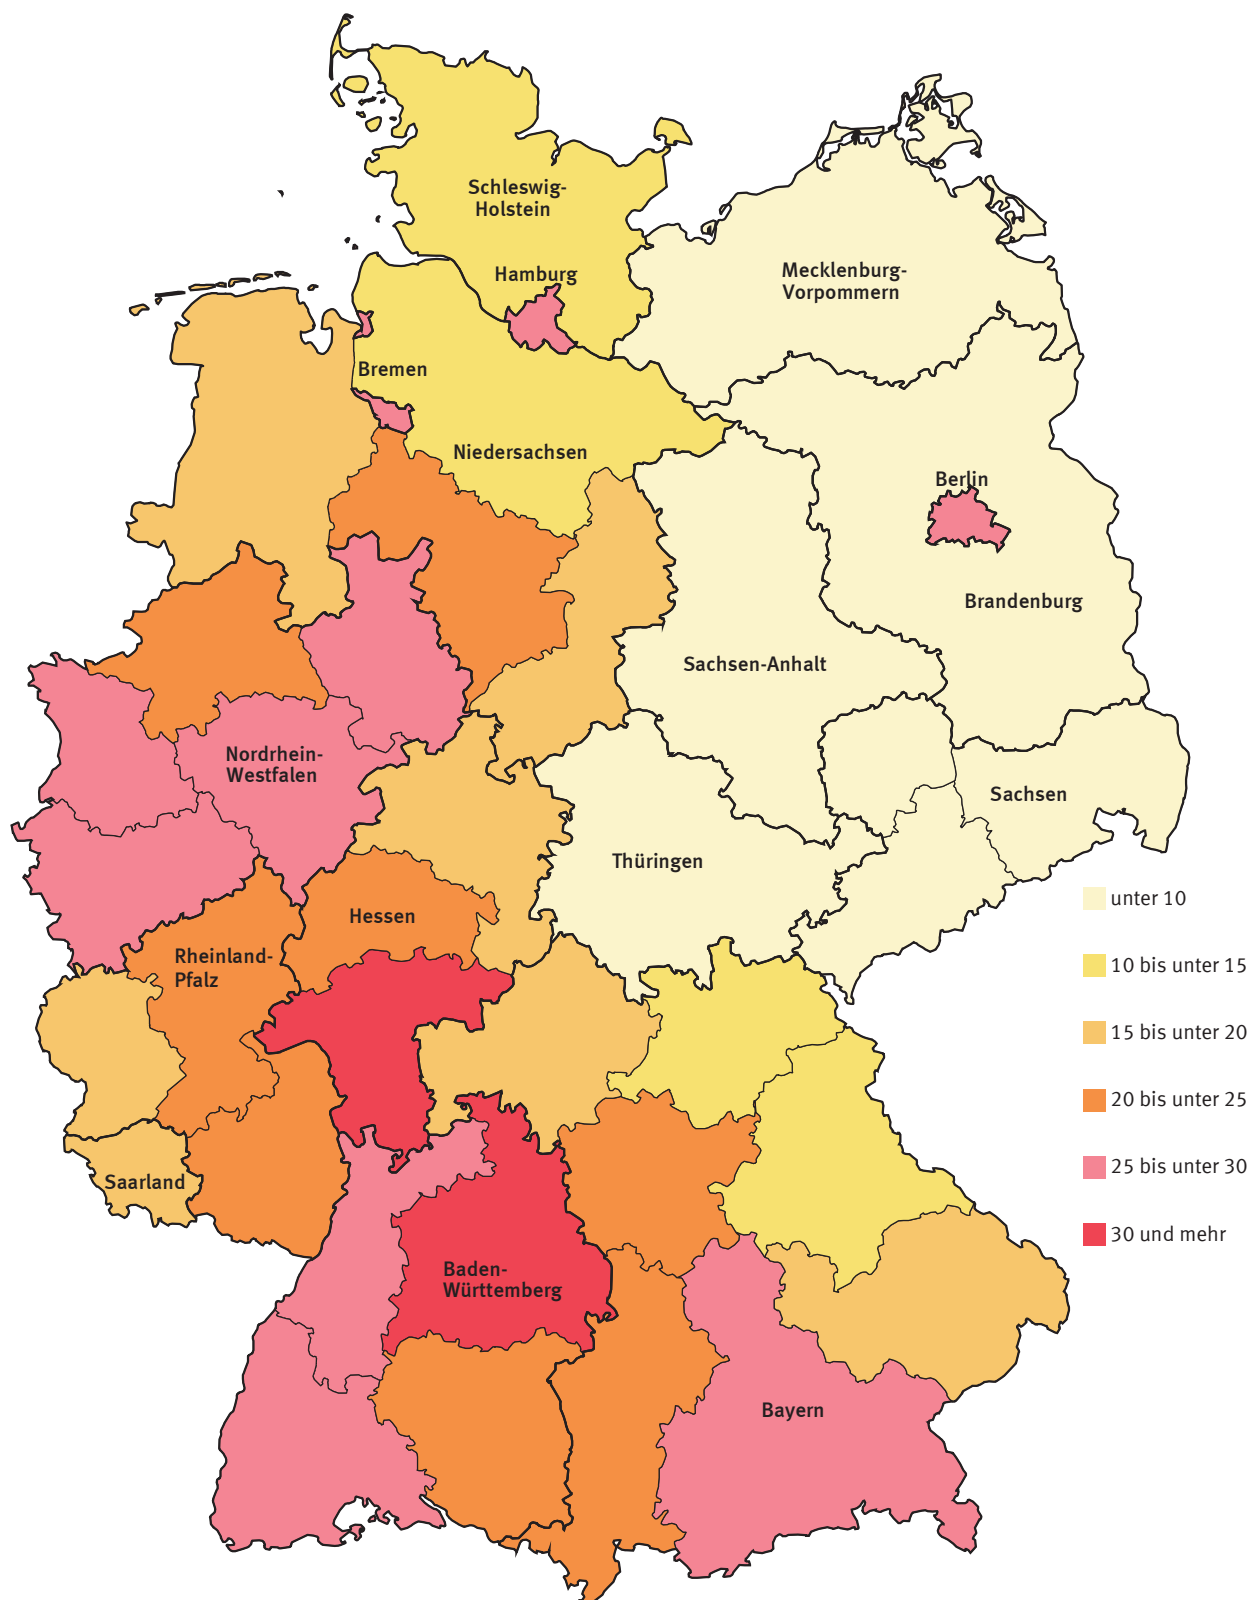 Schleswig-
Holstein
Hamburg
Mecklenburg-
Vorpommern
Bremen
Niedersachsen
Berlin
Brandenburg
Sachsen-Anhalt
Nordrhein-
Westfalen
Sachsen
Thüringen
Hessen
Rheinland-
Pfalz
Saarland
Baden-
Württemberg
Bayern
unter 10
10 bis unter 15
15 bis unter 20
20 bis unter 25
25 bis unter 30
30 und mehr